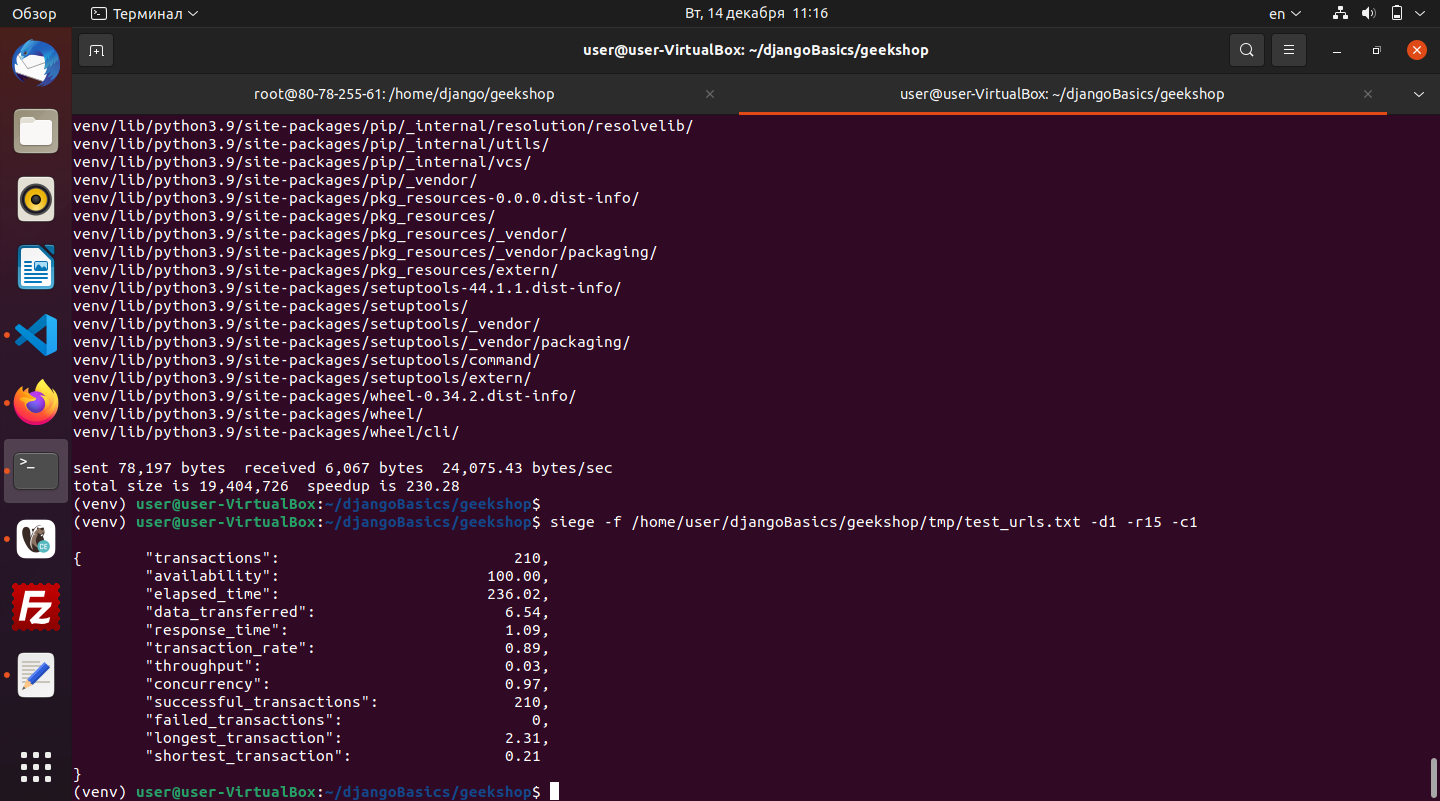 Обзор Терминал Вт, 14 декабря 11:16 en
user@user-VirtualBox: ~/djangoBasics/geekshop
root@80-78-255-61: /home/django/geekshop user@user-VirtualBox: ~/djangoBasics/geekshop
venv/lib/python3.9/site-packages/pip/_internal/resolution/resolvelib/
venv/lib/python3.9/site-packages/pip/_internal/utils/
venv/lib/python3.9/site-packages/pip/_internal/vcs/
venv/lib/python3.9/site-packages/pip/_vendor/
venv/lib/python3.9/site-packages/pkg_resources-0.0.0.dist-info/
venv/lib/python3.9/site-packages/pkg_resources/
venv/lib/python3.9/site-packages/pkg_resources/_vendor/
venv/lib/python3.9/site-packages/pkg_resources/_vendor/packaging/
venv/lib/python3.9/site-packages/pkg_resources/extern/
venv/lib/python3.9/site-packages/setuptools-44.1.1.dist-info/
venv/lib/python3.9/site-packages/setuptools/
venv/lib/python3.9/site-packages/setuptools/_vendor/
venv/lib/python3.9/site-packages/setuptools/_vendor/packaging/
venv/lib/python3.9/site-packages/setuptools/command/
venv/lib/python3.9/site-packages/setuptools/extern/
venv/lib/python3.9/site-packages/wheel-0.34.2.dist-info/
venv/lib/python3.9/site-packages/wheel/
venv/lib/python3.9/site-packages/wheel/cli/
sent 78,197 bytes  received 6,067 bytes  24,075.43 bytes/sec
total size is 19,404,726  speedup is 230.28
(venv) user@user-VirtualBox:~/djangoBasics/geekshop$
(venv) user@user-VirtualBox:~/djangoBasics/geekshop$ siege -f /home/user/djangoBasics/geekshop/tmp/test_urls.txt -d1 -r15 -c1
{ "transactions": 210,
"availability": 100.00,
"elapsed_time": 236.02,
"data_transferred": 6.54,
"response_time": 1.09,
"transaction_rate": 0.89,
"throughput": 0.03,
"concurrency": 0.97,
"successful_transactions": 210,
"failed_transactions": 0,
"longest_transaction": 2.31,
"shortest_transaction": 0.21
}
(venv) user@user-VirtualBox:~/djangoBasics/geekshop$